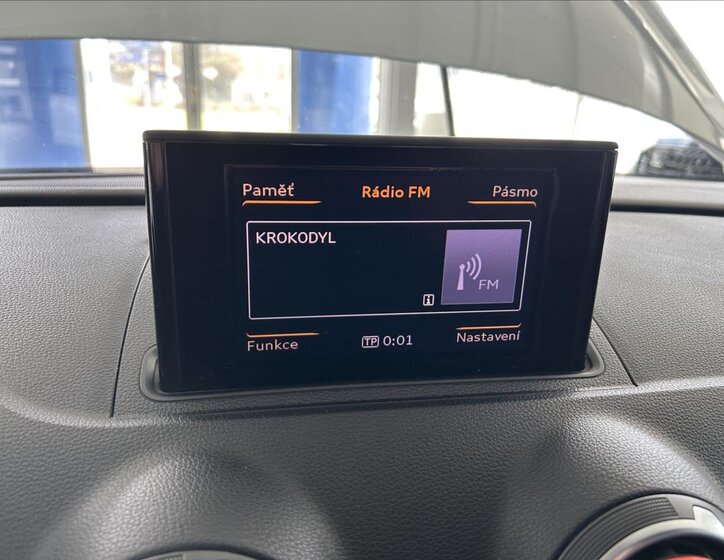 Paměť Rádio FM Pásmo
KROKODYL
FM
i
Funkce TP 0:01 Nastavení